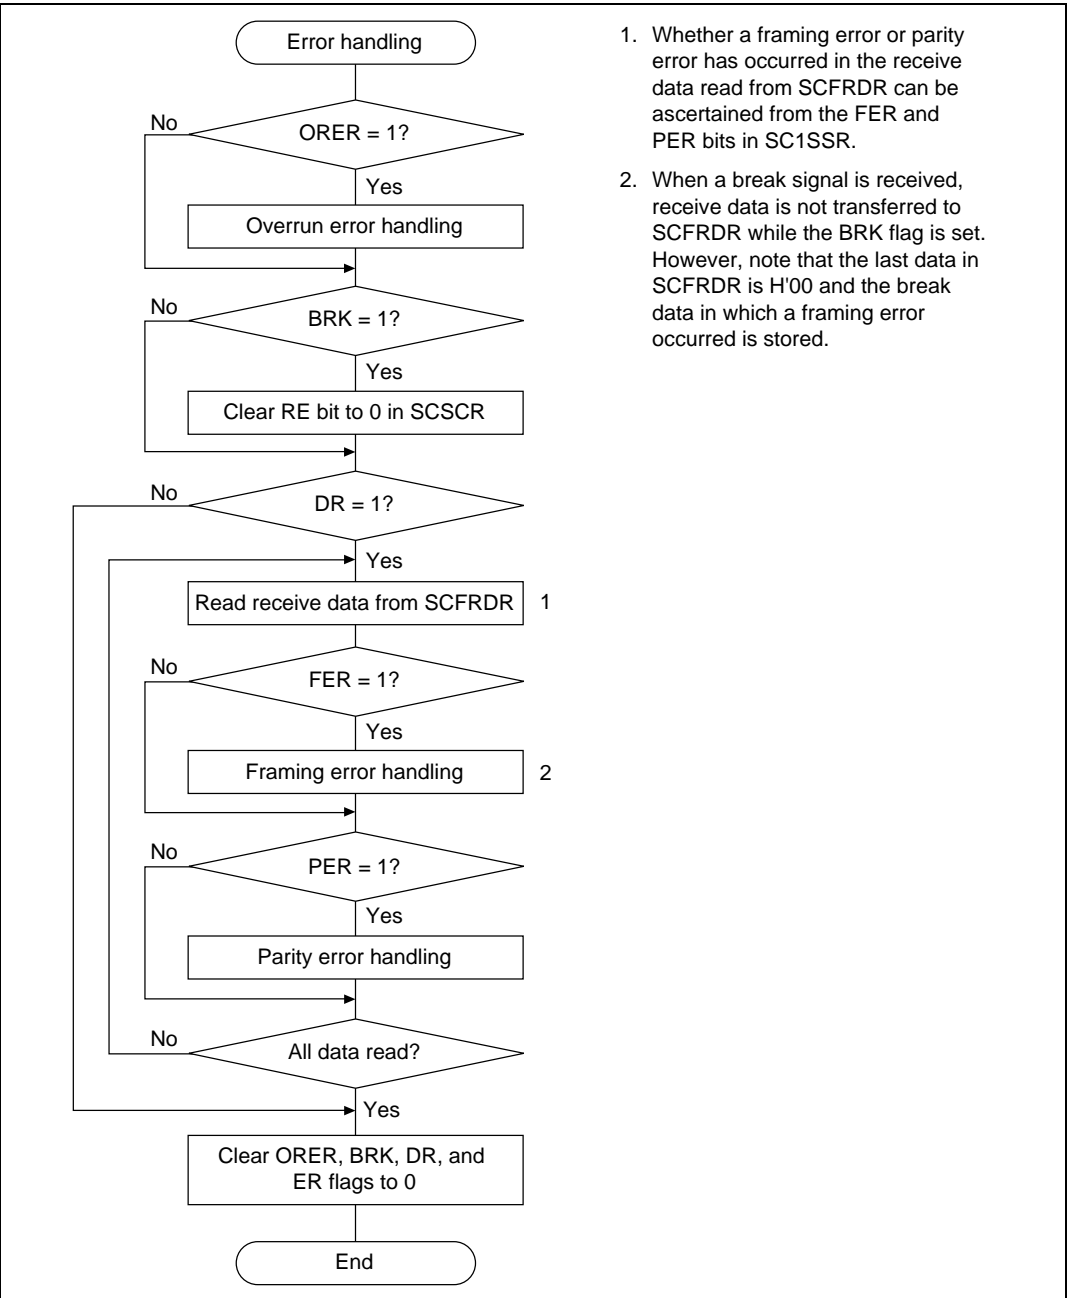 Error handling
No
ORER = 1?
Yes
Overrun error handling
No
BRK = 1?
Yes
Clear RE bit to 0 in SCSCR
No
DR = 1?
Yes
Read receive data from SCFRDR 1
No
FER = 1?
Yes
Framing error handling 2
No
PER = 1?
Yes
Parity error handling
No
All data read?
Yes
Clear ORER, BRK, DR, and
ER flags to 0
End
1. Whether a framing error or parity
error has occurred in the receive
data read from SCFRDR can be
ascertained from the FER and
PER bits in SC1SSR.
2. When a break signal is received,
receive data is not transferred to
SCFRDR while the BRK flag is set.
However, note that the last data in
SCFRDR is H'00 and the break
data in which a framing error
occurred is stored.